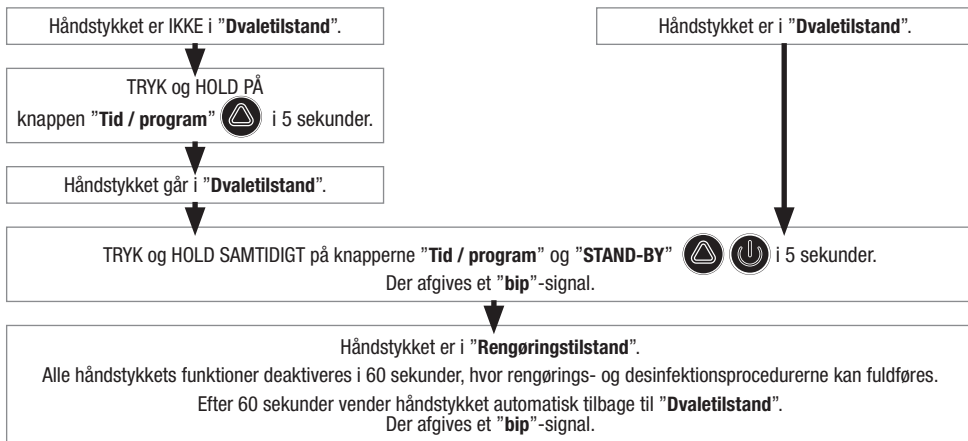 Håndstykket er IKKE i "Dvaletilstand".
Håndstykket er i "Dvaletilstand".
TRYK og HOLD PÅ
knappen "Tid / program" i 5 sekunder.
Håndstykket går i "Dvaletilstand".
TRYK og HOLD SAMTIDIGT på knapperne "Tid / program" og "STAND-BY" i 5 sekunder.
Der afgives et "bip"-signal.
Håndstykket er i "Rengøringstilstand".
Alle håndstykkets funktioner deaktiveres i 60 sekunder, hvor rengørings- og desinfektionsprocedurerne kan fuldføres.
Efter 60 sekunder vender håndstykket automatisk tilbage til "Dvaletilstand".
Der afgives et "bip"-signal.